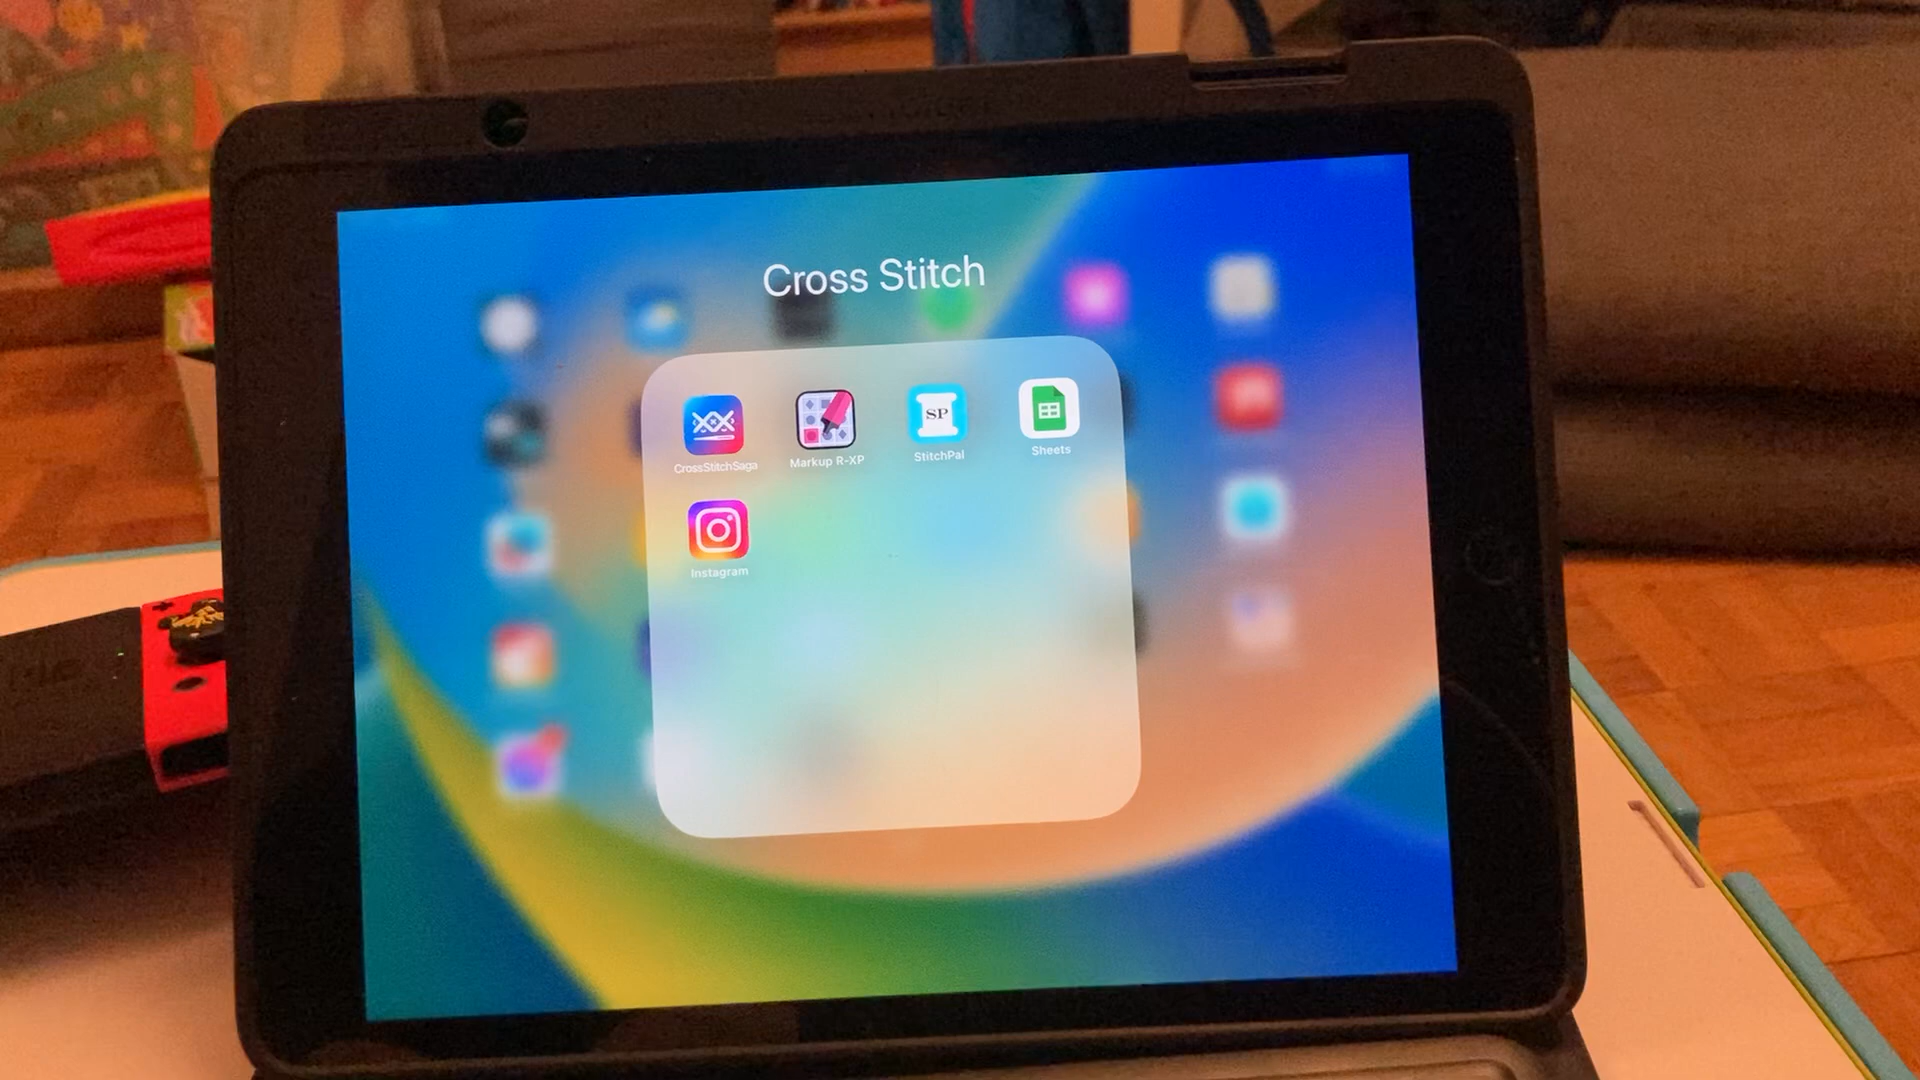 Cross Stitch
CrossStitchSaga
Markup R-XP
SP
StitchPal
Sheets
Instagram